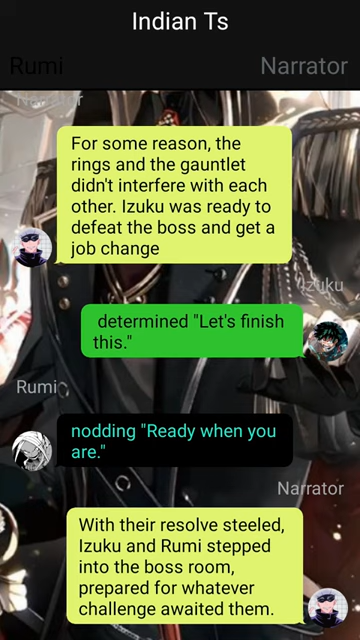 Indian Ts
Rumi
Narrator
Narrator
For some reason, the
rings and the gauntlet
didn't interfere with each
other. Izuku was ready to
defeat the boss and get a
job change
Izuku
determined "Let's finish
this."
Rumi
nodding "Ready when you
are."
Narrator
With their resolve steeled,
Izuku and Rumi stepped
into the boss room,
prepared for whatever
challenge awaited them.